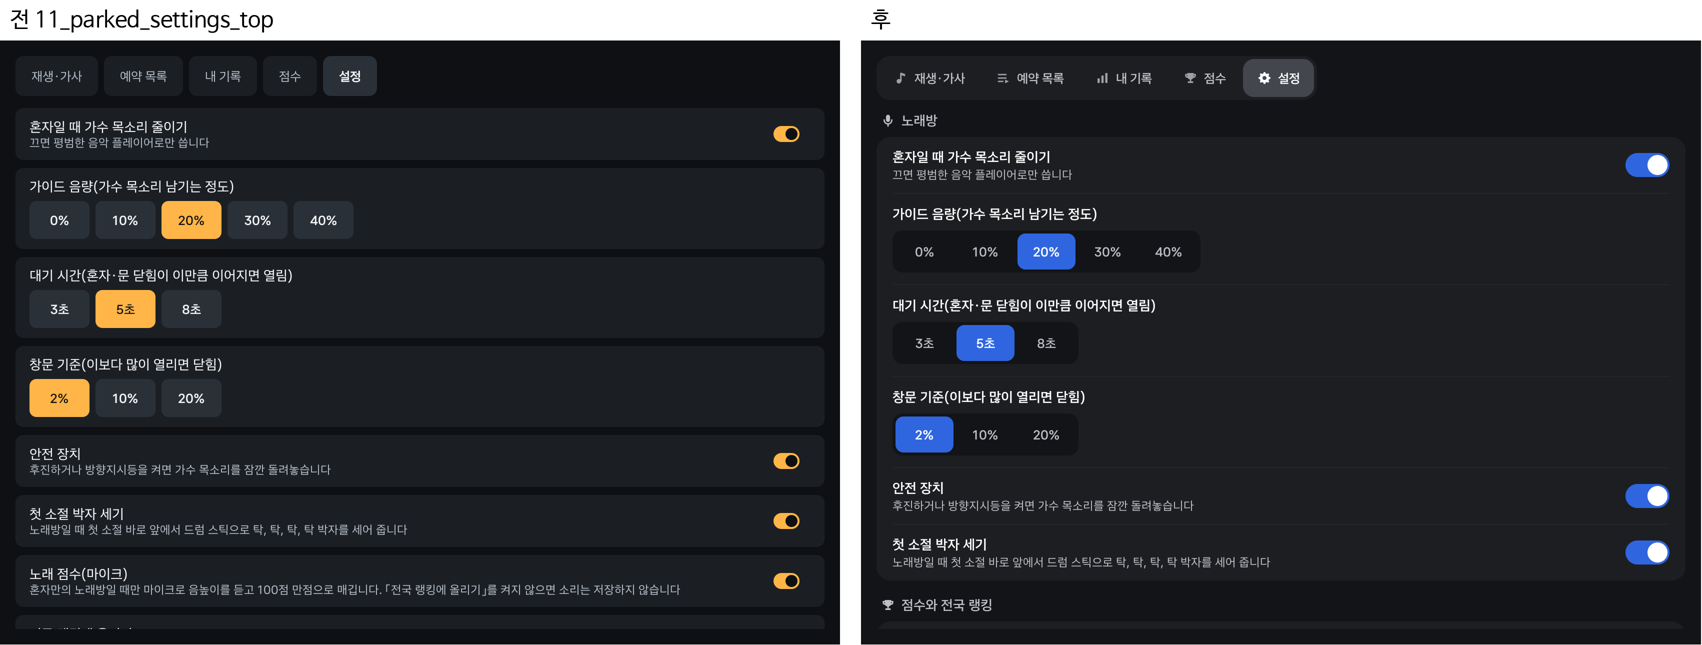 전 11_parked_settings_top
재생·가사 예약 목록 내 기록 점수 설정
혼자일 때 가수 목소리 줄이기
끄면 평범한 음악 플레이어로만 씁니다
가이드 음량(가수 목소리 남기는 정도)
0% 10% 20% 30% 40%
대기 시간(혼자·문 닫힘이 이만큼 이어지면 열림)
3초 5초 8초
창문 기준(이보다 많이 열리면 닫힘)
2% 10% 20%
안전 장치
후진하거나 방향지시등을 켜면 가수 목소리를 잠깐 돌려놓습니다
첫 소절 박자 세기
노래방일 때 첫 소절 바로 앞에서 드럼 스틱으로 탁, 탁, 탁, 탁 박자를 세어 줍니다
노래 점수(마이크)
혼자만의 노래방일 때만 마이크로 음높이를 듣고 100점 만점으로 매깁니다. 「전국 랭킹에 올리기」를 켜지 않으면 소리는 저장하지 않습니다
후
재생·가사 예약 목록 내 기록 점수 설정
노래방
혼자일 때 가수 목소리 줄이기
끄면 평범한 음악 플레이어로만 씁니다
가이드 음량(가수 목소리 남기는 정도)
0% 10% 20% 30% 40%
대기 시간(혼자·문 닫힘이 이만큼 이어지면 열림)
3초 5초 8초
창문 기준(이보다 많이 열리면 닫힘)
2% 10% 20%
안전 장치
후진하거나 방향지시등을 켜면 가수 목소리를 잠깐 돌려놓습니다
첫 소절 박자 세기
노래방일 때 첫 소절 바로 앞에서 드럼 스틱으로 탁, 탁, 탁, 탁 박자를 세어 줍니다
점수와 전국 랭킹